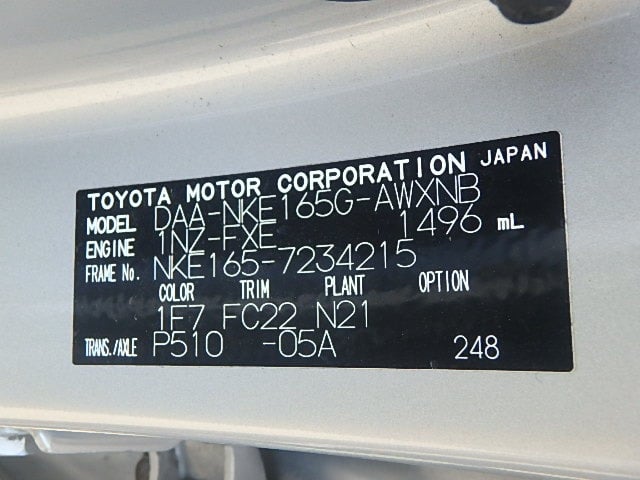 TOYOTA MOTOR CORPORATION JAPAN
MODEL DAA-NKE165G-AWXNB
ENGINE 1NZ-FXE 1496 mL
FRAME No. NKE165-7234215
COLOR TRIM PLANT OPTION
1F7 FC22 N21
TRANS./AXLE P510 -05A 248